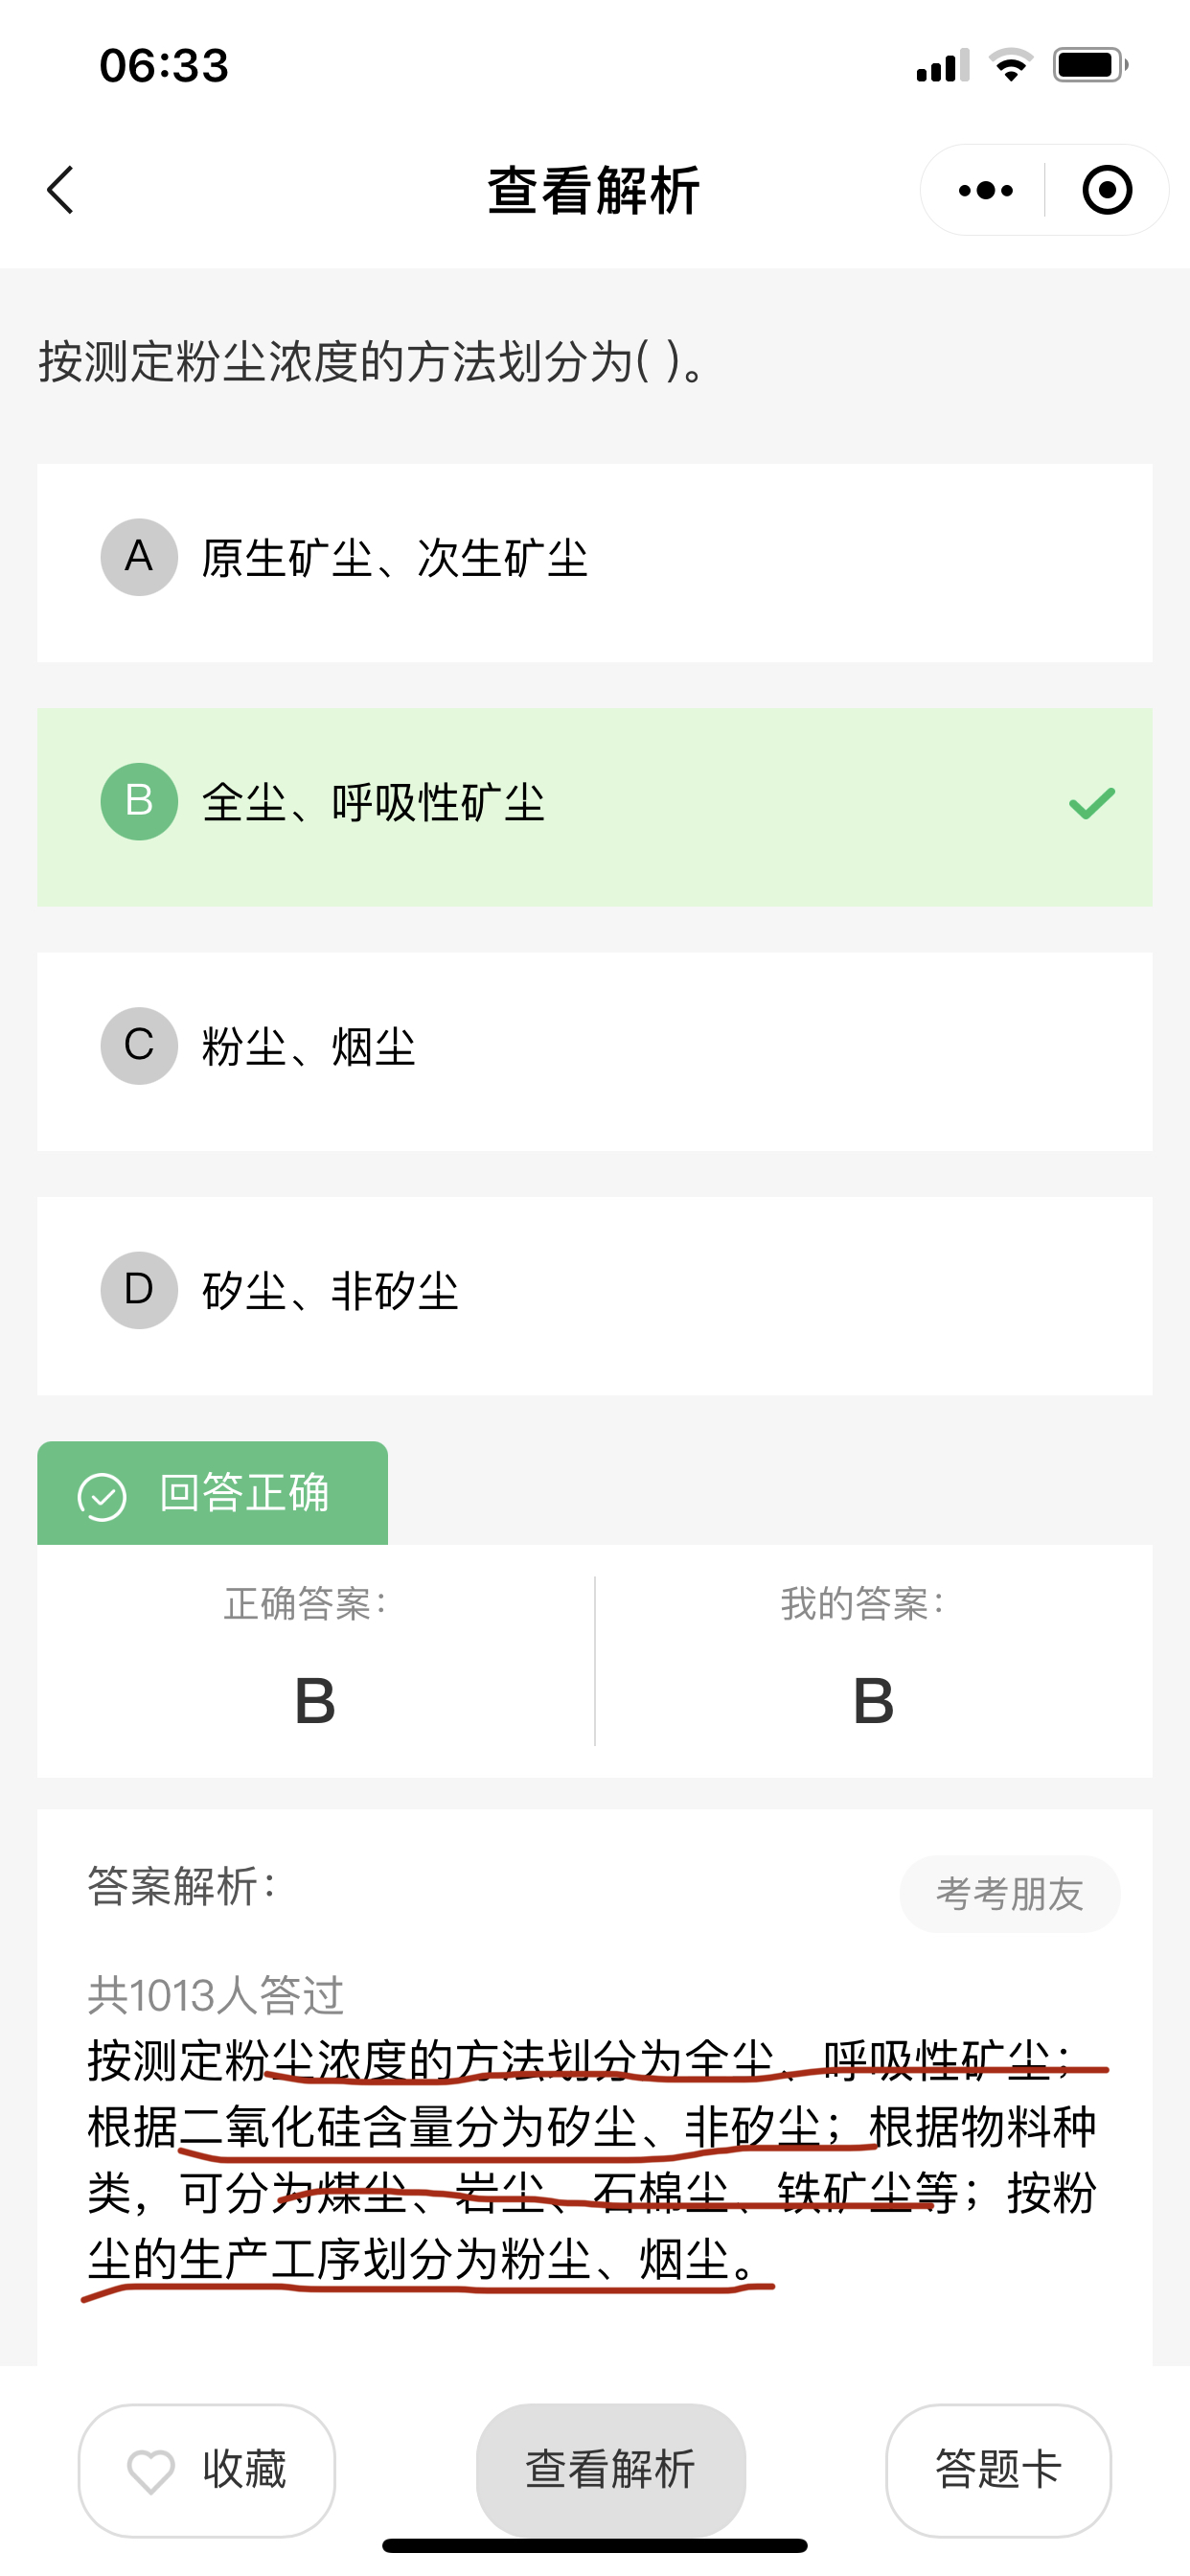 06:33
查看解析
按测定粉尘浓度的方法划分为( )。
A 原生矿尘、次生矿尘
B 全尘、呼吸性矿尘
C 粉尘、烟尘
D 矽尘、非矽尘
回答正确
正确答案: 我的答案:
B B
答案解析: 考考朋友
共1013人答过
按测定粉尘浓度的方法划分为全尘、呼吸性矿尘;
根据二氧化硅含量分为矽尘、非矽尘;根据物料种
类，可分为煤尘、岩尘、石棉尘、铁矿尘等;按粉
尘的生产工序划分为粉尘、烟尘。
收藏 查看解析 答题卡